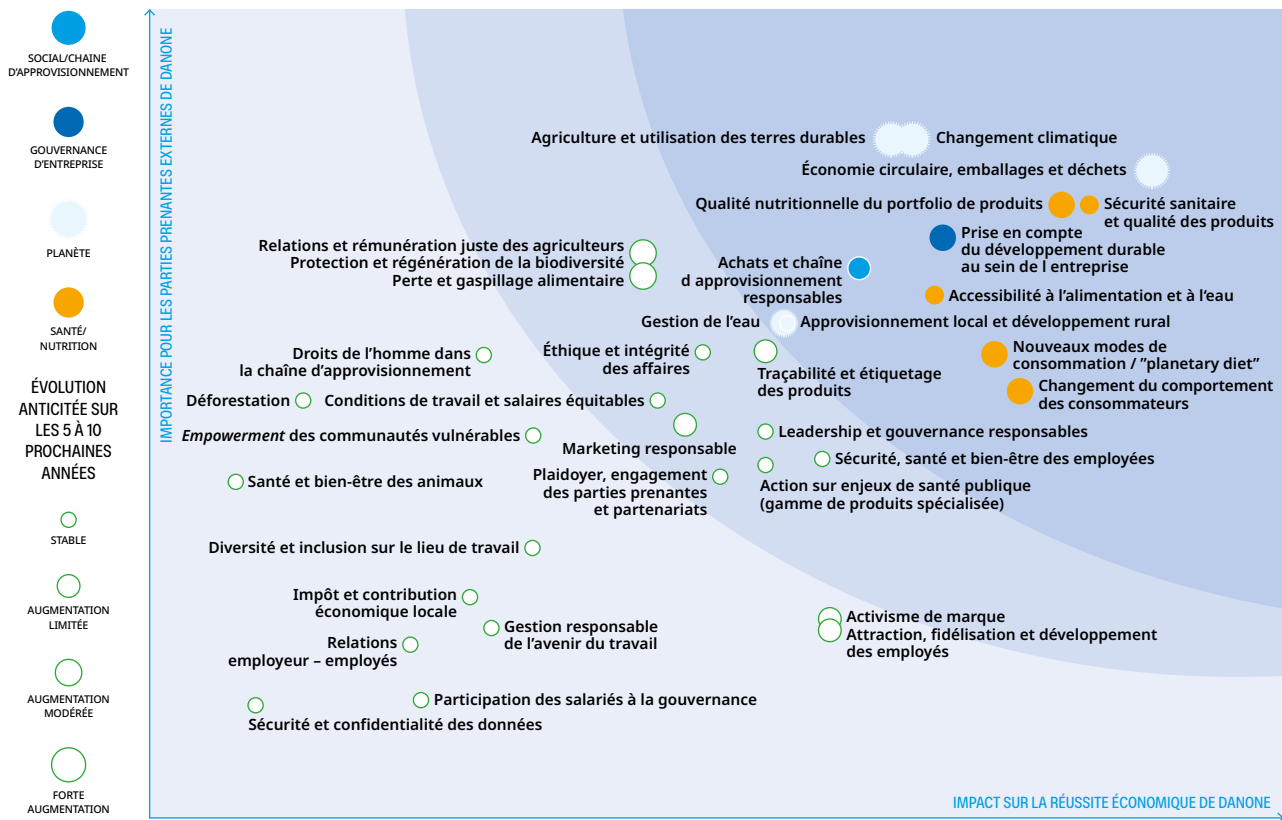 SOCIAL/CHAINE
D'APPROVISIONNEMENT
GOUVERNANCE
D'ENTREPRISE
PLANÈTE
SANTÉ/
NUTRITION
ÉVOLUTION
ANTICITÉE SUR
LES 5 À 10
PROCHAINES
ANNÉES
STABLE
AUGMENTATION
LIMITÉE
AUGMENTATION
MODÉRÉE
FORTE
AUGMENTATION
IMPORTANCE POUR LES PARTIES PRENANTES EXTERNES DE DANONE
Agriculture et utilisation des terres durables
Changement climatique
Économie circulaire, emballages et déchets
Qualité nutritionnelle du portfolio de produits
Sécurité sanitaire
et qualité des produits
Prise en compte
du développement durable
au sein de l entreprise
Relations et rémunération juste des agriculteurs
Protection et régénération de la biodiversité
Perte et gaspillage alimentaire
Achats et chaîne
d approvisionnement
responsables
Accessibilité à l'alimentation et à l'eau
Gestion de l'eau
Approvisionnement local et développement rural
Droits de l'homme dans
la chaîne d'approvisionnement
Éthique et intégrité
des affaires
Traçabilité et étiquetage
des produits
Nouveaux modes de
consommation / "planetary diet"
Changement du comportement
des consommateurs
Déforestation
Conditions de travail et salaires équitables
Empowerment des communautés vulnérables
Marketing responsable
Leadership et gouvernance responsables
Sécurité, santé et bien-être des employées
Santé et bien-être des animaux
Plaidoyer, engagement
des parties prenantes
et partenariats
Action sur enjeux de santé publique
(gamme de produits spécialisée)
Diversité et inclusion sur le lieu de travail
Impôt et contribution
économique locale
Gestion responsable
de l'avenir du travail
Relations
employeur – employés
Activisme de marque
Attraction, fidélisation et développement
des employés
Participation des salariés à la gouvernance
Sécurité et confidentialité des données
IMPACT SUR LA RÉUSSITE ÉCONOMIQUE DE DANONE